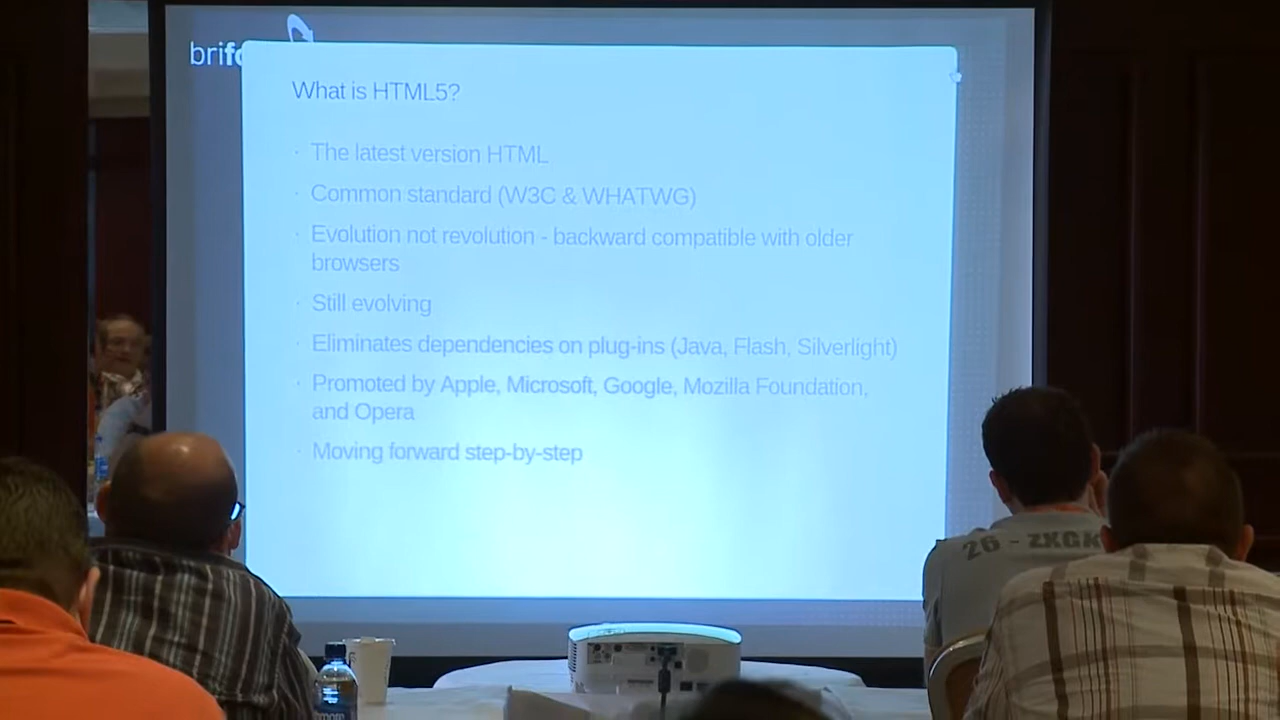 brifo
What is HTML5?
· The latest version HTML
· Common standard (W3C & WHATWG)
· Evolution not revolution - backward compatible with older
browsers
· Still evolving
· Eliminates dependencies on plug-ins (Java, Flash, Silverlight)
· Promoted by Apple, Microsoft, Google, Mozilla Foundation,
and Opera
· Moving forward step-by-step
26 - ZXGK